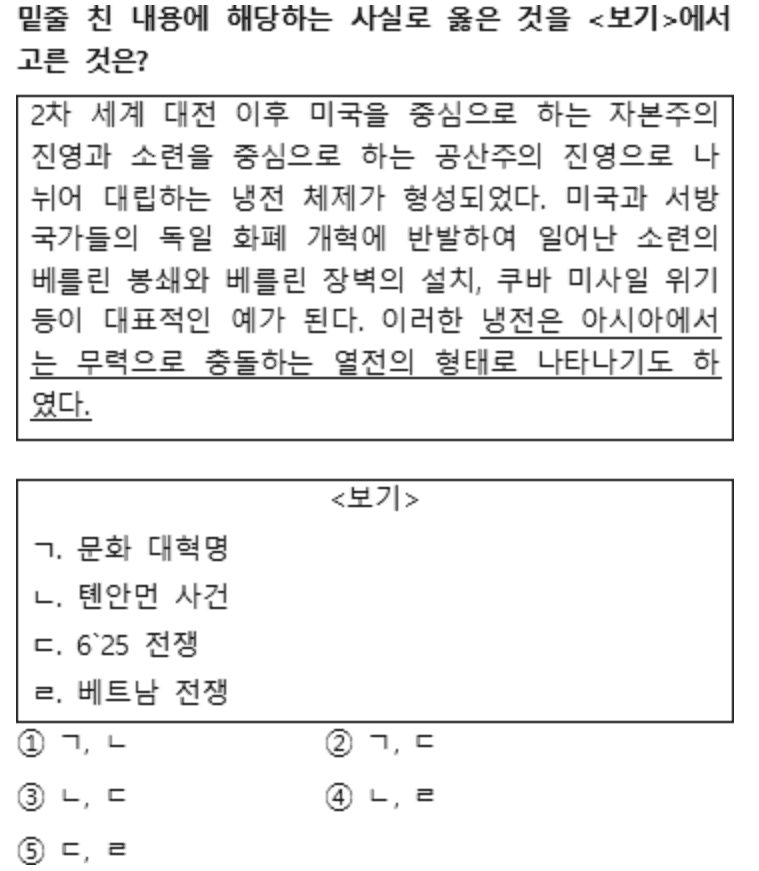 밑줄 친 내용에 해당하는 사실로 옳은 것을 <보기>에서
고른 것은?
2차 세계 대전 이후 미국을 중심으로 하는 자본주의
진영과 소련을 중심으로 하는 공산주의 진영으로 나
뉘어 대립하는 냉전 체제가 형성되었다. 미국과 서방
국가들의 독일 화폐 개혁에 반발하여 일어난 소련의
베를린 봉쇄와 베를린 장벽의 설치, 쿠바 미사일 위기
등이 대표적인 예가 된다. 이러한 냉전은 아시아에서
는 무력으로 충돌하는 열전의 형태로 나타나기도 하
였다.
<보기>
ㄱ. 문화 대혁명
ㄴ. 톈안먼 사건
ㄷ. 6`25 전쟁
ㄹ. 베트남 전쟁
① ㄱ, ㄴ ② ㄱ, ㄷ
③ ㄴ, ㄷ ④ ㄴ, ㄹ
⑤ ㄷ, ㄹ